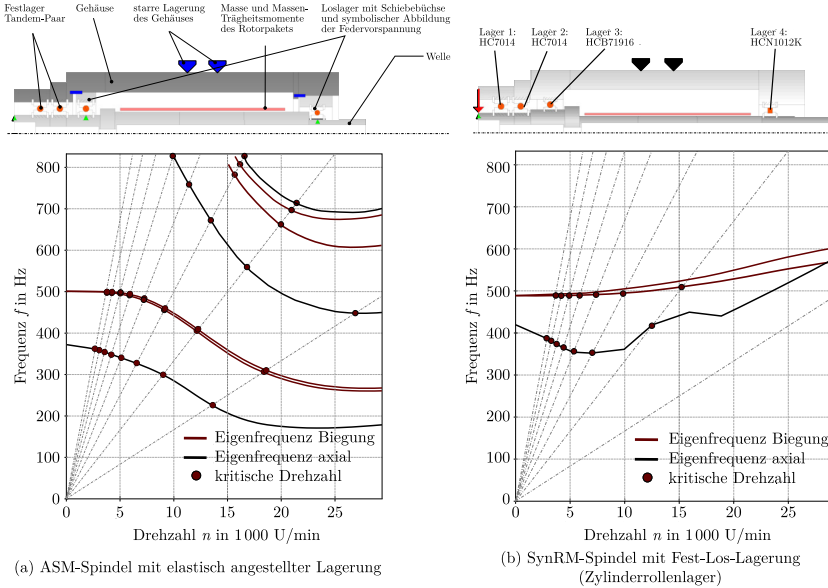 Festlager
Tandem-Paar
Gehäuse
starre Lagerung
des Gehäuses
Masse und Massen-
Trägheitsmomente
des Rotorpakets
Loslager mit Schiebebüchse
und symbolischer Abbildung
der Federvorspannung
Welle
800
700
600
500
400
300
200
100
0
Frequenz f in Hz
Eigenfrequenz Biegung
Eigenfrequenz axial
kritische Drehzahl
0 5 10 15 20 25
Drehzahl n in 1 000 U/min
(a) ASM-Spindel mit elastisch angestellter Lagerung
Lager 1:
HC7014
Lager 2:
HC7014
Lager 3:
HCB71916
Lager 4:
HCN1012K
800
700
600
500
400
300
200
100
0
Frequenz f in Hz
Eigenfrequenz Biegung
Eigenfrequenz axial
kritische Drehzahl
0 5 10 15 20 25
Drehzahl n in 1 000 U/min
(b) SynRM-Spindel mit Fest-Los-Lagerung
(Zylinderrollenlager)